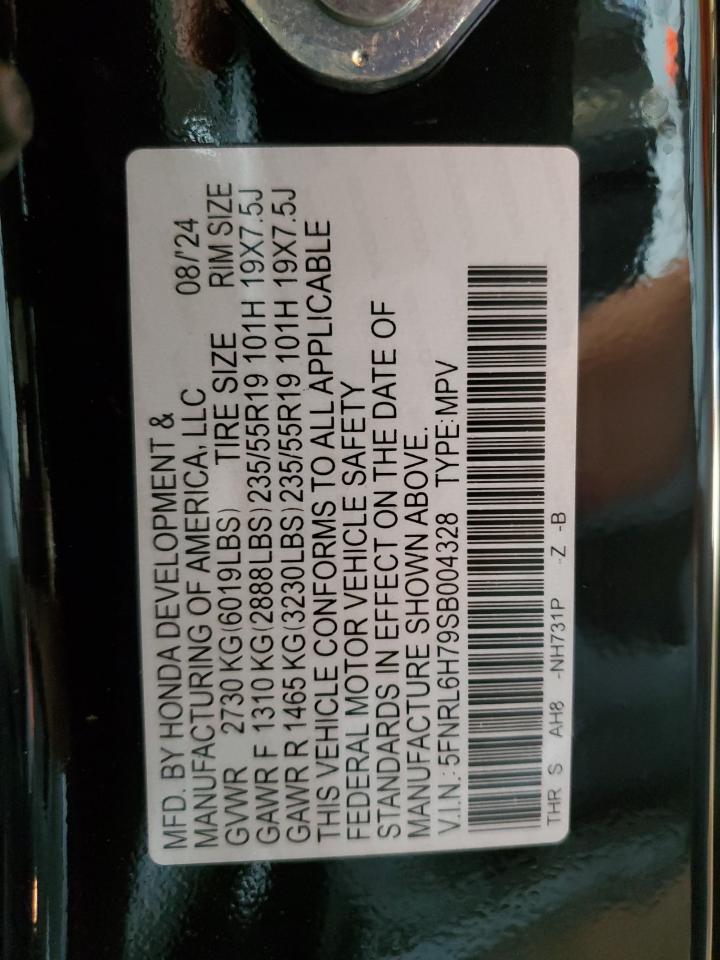 MFD. BY HONDA DEVELOPMENT &
MANUFACTURING OF AMERICA, LLC 08/'24
GVWR 2730 KG(6019LBS) TIRE SIZE RIM SIZE
GAWR F 1310 KG(2888LBS) 235/55R19 101H 19X7.5J
GAWR R 1465 KG(3230LBS) 235/55R19 101H 19X7.5J
THIS VEHICLE CONFORMS TO ALL APPLICABLE
FEDERAL MOTOR VEHICLE SAFETY
STANDARDS IN EFFECT ON THE DATE OF
MANUFACTURE SHOWN ABOVE.
V.I.N.: 5FNRL6H79SB004328 TYPE:MPV
THR S AH8 -NH731P -Z -B